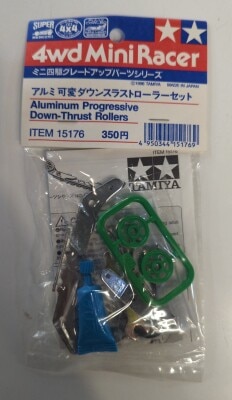 SUPER
4X4
© 1989 TAMIYA
MADE IN JAPAN
4wd Mini Racer
ミニ四駆グレードアップパーツシリーズ
アルミ可変ダウンスラストローラーセット
Aluminum Progressive
Down-Thrust Rollers
ITEM 15176
350円
4 950344 151769
TAMIYA